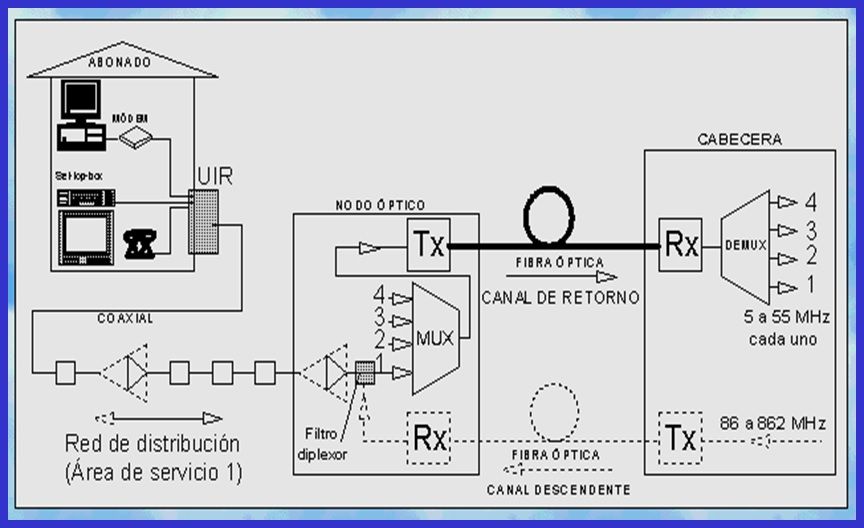 ABONADO
MÓDEM
Set-top-box
UIR
COAXIAL
Red de distribución
(Área de servicio 1)
NODO ÓPTICO
Tx
4
3
2
1
MUX
Filtro
diplexor
Rx
FIBRA ÓPTICA
CANAL DE RETORNO
FIBRA ÓPTICA
CANAL DESCENDENTE
CABECERA
Rx
DEMUX
4
3
2
1
5 a 55 MHz
cada uno
Tx
86 a 862 MHz